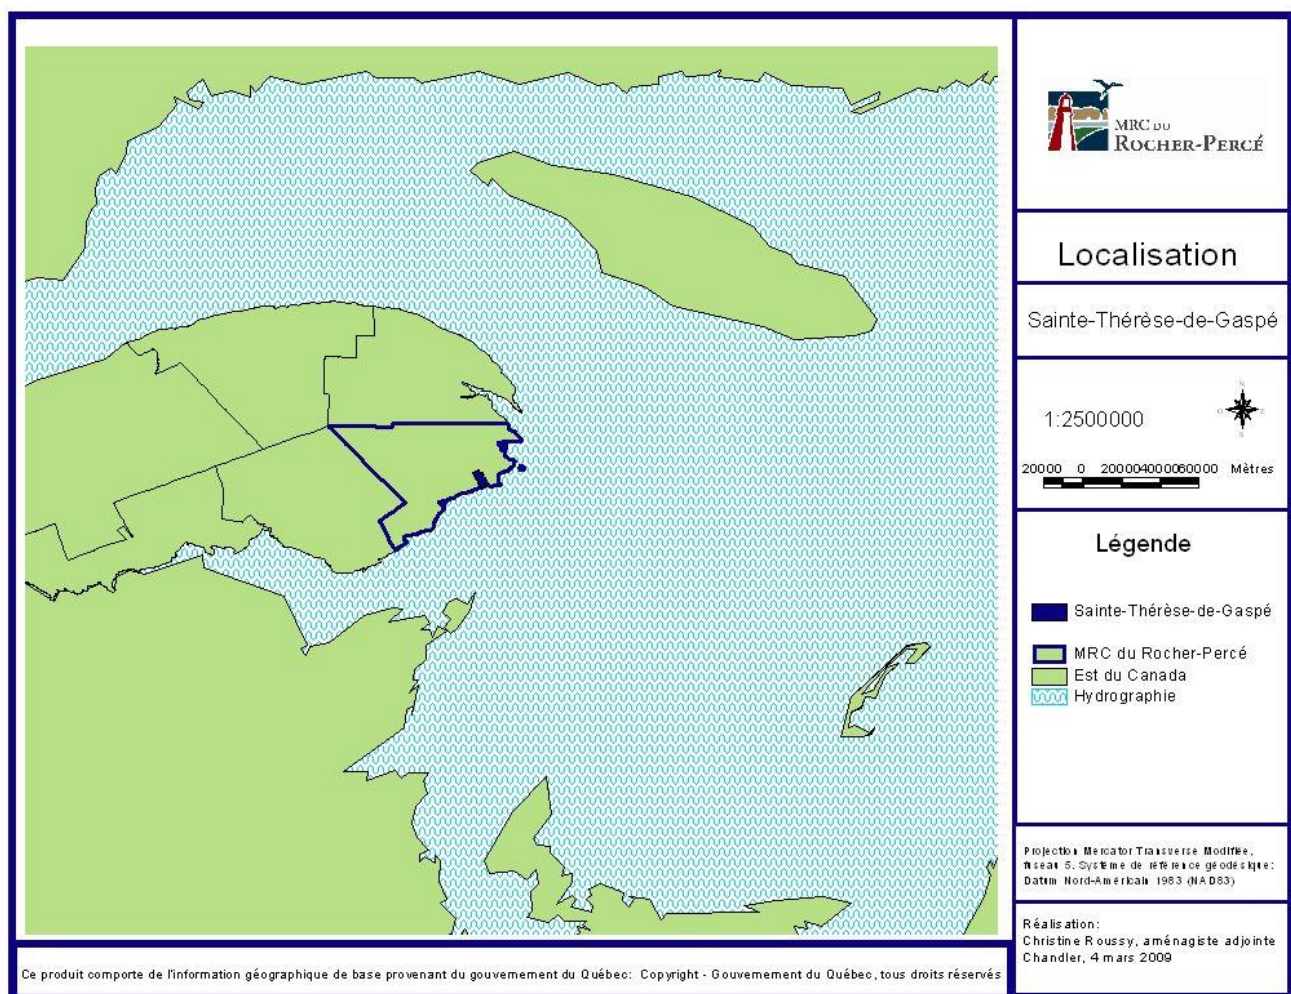 MRC DU
ROCHER-PERCÉ
Localisation
Sainte-Thérèse-de-Gaspé
1:2500000
N
O
E
S
20000 0 200004000060000 Mètres
Légende
Sainte-Thérèse-de-Gaspé
MRC du Rocher-Percé
Est du Canada
Hydrographie
Projection Mercator Transverse Modifiée,
fuseau 5. Système de référence géodésique:
Datum Nord-Américain 1983 (NAD83)
Réalisation:
Christine Roussy, aménagiste adjointe
Chandler, 4 mars 2009
Ce produit comporte de l'information géographique de base provenant du gouvernement du Québec: Copyright - Gouvernement du Québec, tous droits réservés